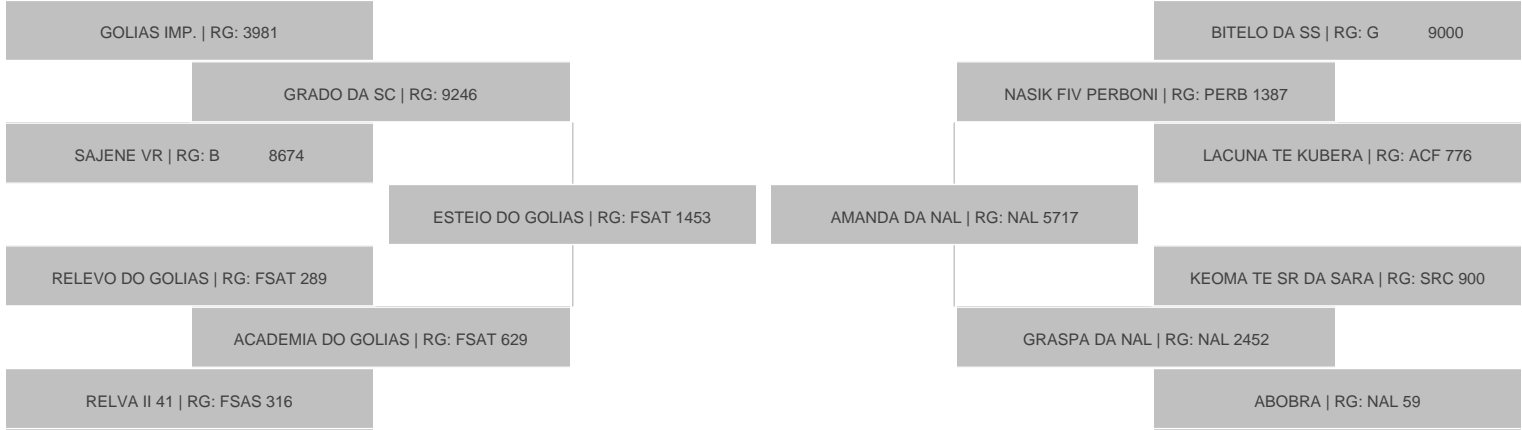 GOLIAS IMP. | RG: 3981
BITELO DA SS | RG: G 9000
GRADO DA SC | RG: 9246
NASIK FIV PERBONI | RG: PERB 1387
SAJENE VR | RG: B 8674
LACUNA TE KUBERA | RG: ACF 776
ESTEIO DO GOLIAS | RG: FSAT 1453
AMANDA DA NAL | RG: NAL 5717
RELEVO DO GOLIAS | RG: FSAT 289
KEOMA TE SR DA SARA | RG: SRC 900
ACADEMIA DO GOLIAS | RG: FSAT 629
GRASPA DA NAL | RG: NAL 2452
RELVA II 41 | RG: FSAS 316
ABOBRA | RG: NAL 59